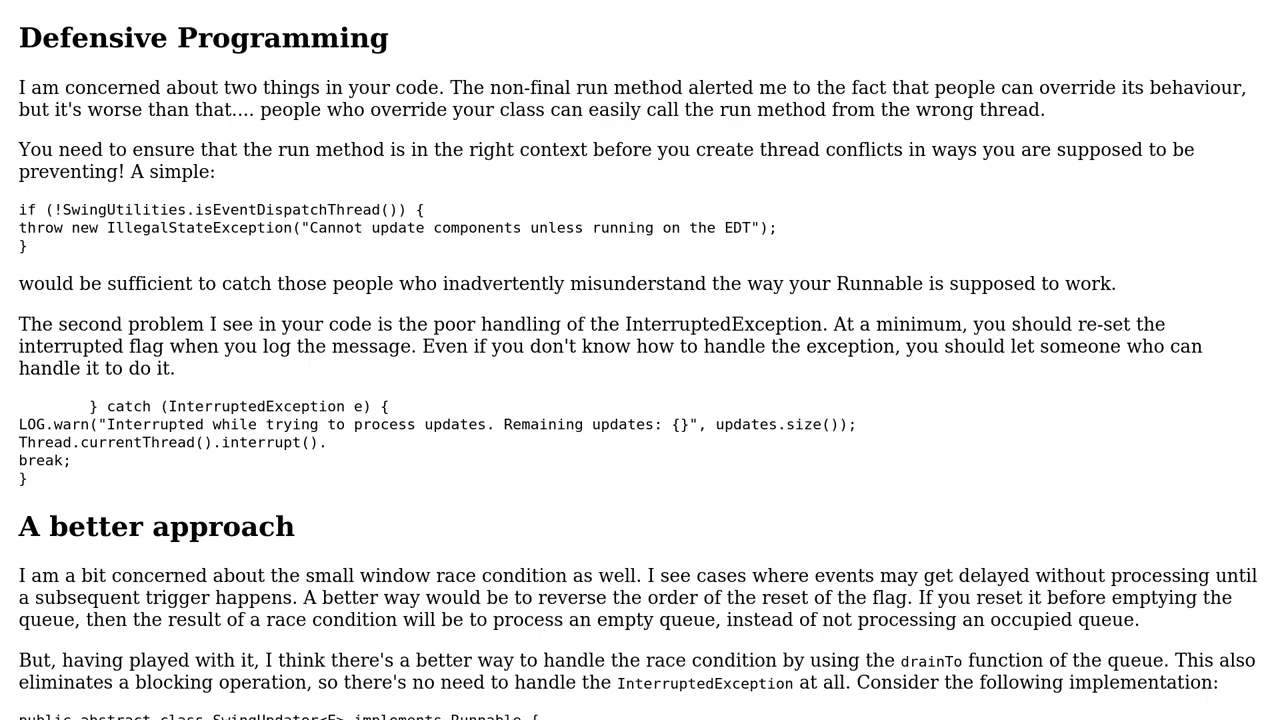 Defensive Programming
I am concerned about two things in your code. The non-final run method alerted me to the fact that people can override its behaviour,
but it's worse than that.... people who override your class can easily call the run method from the wrong thread.
You need to ensure that the run method is in the right context before you create thread conflicts in ways you are supposed to be
preventing! A simple:
if (!SwingUtilities.isEventDispatchThread()) {
throw new IllegalStateException("Cannot update components unless running on the EDT");
}
would be sufficient to catch those people who inadvertently misunderstand the way your Runnable is supposed to work.
The second problem I see in your code is the poor handling of the InterruptedException. At a minimum, you should re-set the
interrupted flag when you log the message. Even if you don't know how to handle the exception, you should let someone who can
handle it to do it.
        } catch (InterruptedException e) {
LOG.warn("Interrupted while trying to process updates. Remaining updates: {}", updates.size());
Thread.currentThread().interrupt().
break;
}
A better approach
I am a bit concerned about the small window race condition as well. I see cases where events may get delayed without processing until
a subsequent trigger happens. A better way would be to reverse the order of the reset of the flag. If you reset it before emptying the
queue, then the result of a race condition will be to process an empty queue, instead of not processing an occupied queue.
But, having played with it, I think there's a better way to handle the race condition by using the drainTo function of the queue. This also
eliminates a blocking operation, so there's no need to handle the InterruptedException at all. Consider the following implementation:
public abstract class SwingUpdater<E> implements Runnable {